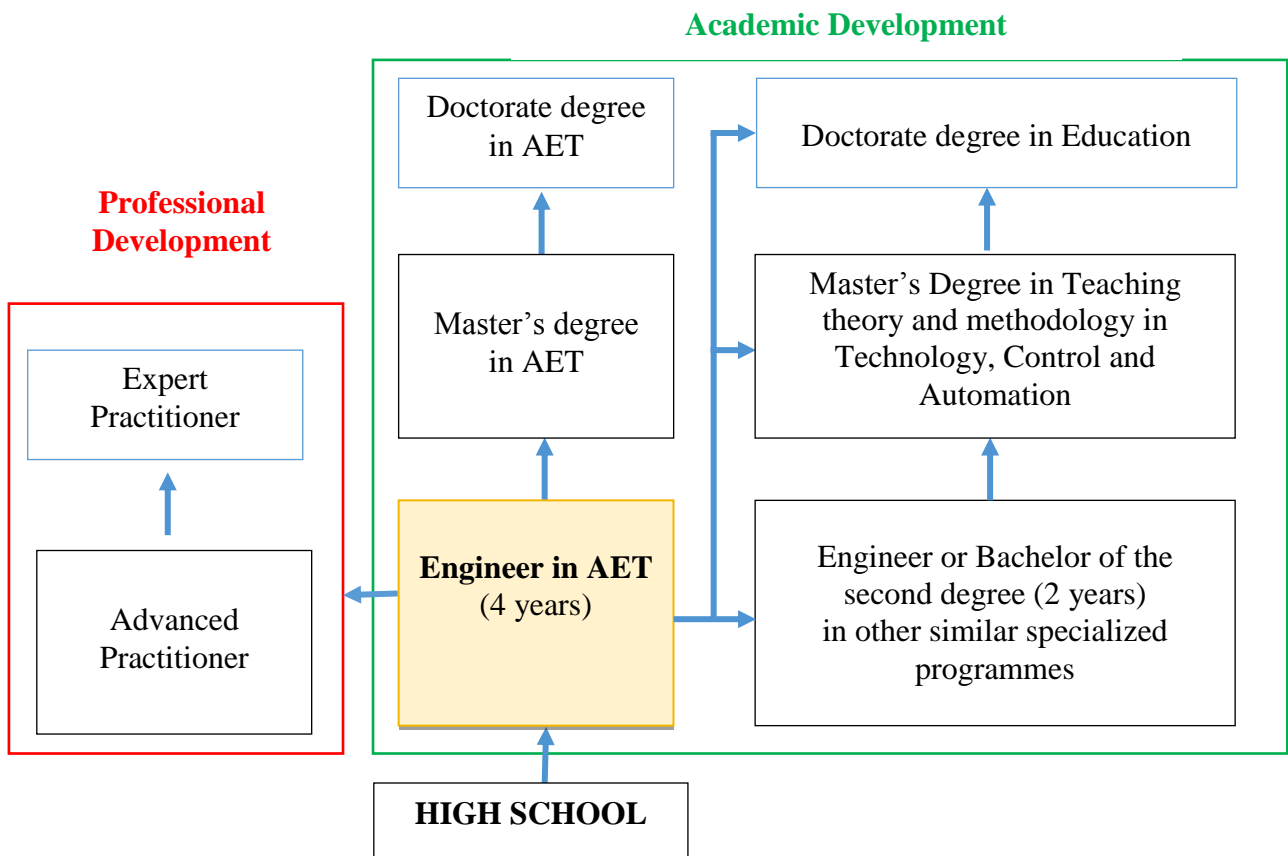 Academic Development
Doctorate degree
in AET
Doctorate degree in Education
Professional
Development
Master’s degree
in AET
Master’s Degree in Teaching
theory and methodology in
Technology, Control and
Automation
Expert
Practitioner
Engineer in AET
(4 years)
Engineer or Bachelor of the
second degree (2 years)
in other similar specialized
programmes
Advanced
Practitioner
HIGH SCHOOL